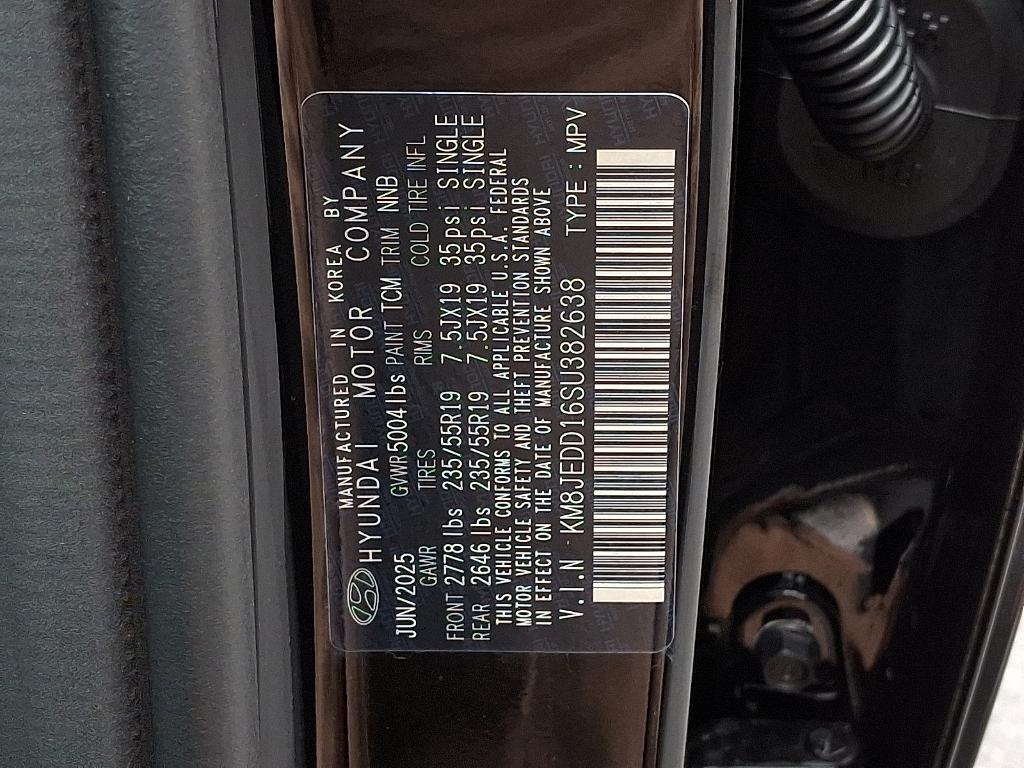 MANUFACTURED IN KOREA BY
HYUNDAI MOTOR COMPANY
JUN/2025 GVWR5004lbs PAINT TCM TRIM NNB
GAWR TIRES RIMS COLD TIRE INFL
FRONT 2778 lbs 235/55R19 7.5JX19 35psi SINGLE
REAR 2646 lbs 235/55R19 7.5JX19 35psi SINGLE
THIS VEHICLE CONFORMS TO ALL APPLICABLE U.S.A. FEDERAL
MOTOR VEHICLE SAFETY AND THEFT PREVENTION STANDARDS
IN EFFECT ON THE DATE OF MANUFACTURE SHOWN ABOVE
V.I.N : KM8JEDD16SU382638 TYPE : MPV